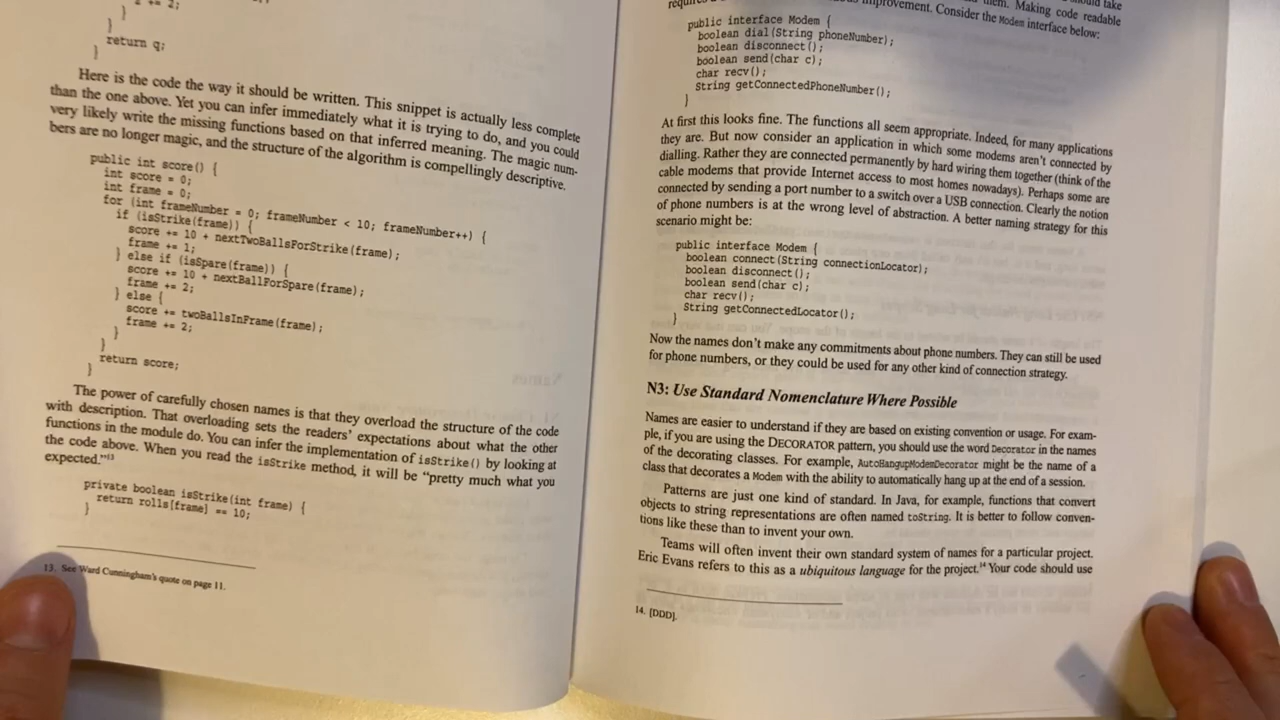 += 2;
}
}
return q;
}
Here is the code the way it should be written. This snippet is actually less complete
than the one above. Yet you can infer immediately what it is trying to do, and you could
very likely write the missing functions based on that inferred meaning. The magic num-
bers are no longer magic, and the structure of the algorithm is compellingly descriptive.
public int score() {
int score = 0;
int frame = 0;
for (int frameNumber = 0; frameNumber < 10; frameNumber++) {
if (isStrike(frame)) {
score += 10 + nextTwoBallsForStrike(frame);
frame += 1;
} else if (isSpare(frame)) {
score += 10 + nextBallForSpare(frame);
frame += 2;
} else {
score += twoBallsInFrame(frame);
frame += 2;
}
}
return score;
}
The power of carefully chosen names is that they overload the structure of the code
with description. That overloading sets the readers' expectations about what the other
functions in the module do. You can infer the implementation of isStrike() by looking at
the code above. When you read the isStrike method, it will be "pretty much what you
expected."13
private boolean isStrike(int frame) {
return rolls[frame] == 10;
}
13. See Ward Cunningham's quote on page 11.
take
them. Making code readable
improvement. Consider the Modem interface below:
public interface Modem {
boolean dial(String phoneNumber);
boolean disconnect();
boolean send(char c);
char recv();
String getConnectedPhoneNumber();
}
At first this looks fine. The functions all seem appropriate. Indeed, for many applications
they are. But now consider an application in which some modems aren't connected by
dialling. Rather they are connected permanently by hard wiring them together (think of the
cable modems that provide Internet access to most homes nowadays). Perhaps some are
connected by sending a port number to a switch over a USB connection. Clearly the notion
of phone numbers is at the wrong level of abstraction. A better naming strategy for this
scenario might be:
public interface Modem {
boolean connect(String connectionLocator);
boolean disconnect();
boolean send(char c);
char recv();
String getConnectedLocator();
}
Now the names don't make any commitments about phone numbers. They can still be used
for phone numbers, or they could be used for any other kind of connection strategy.
N3: Use Standard Nomenclature Where Possible
Names are easier to understand if they are based on existing convention or usage. For exam-
ple, if you are using the DECORATOR pattern, you should use the word Decorator in the names
of the decorating classes. For example, AutoHangupModemDecorator might be the name of a
class that decorates a Modem with the ability to automatically hang up at the end of a session.
Patterns are just one kind of standard. In Java, for example, functions that convert
objects to string representations are often named toString. It is better to follow conven-
tions like these than to invent your own.
Teams will often invent their own standard system of names for a particular project.
Eric Evans refers to this as a ubiquitous language for the project.14 Your code should use
14. [DDD].